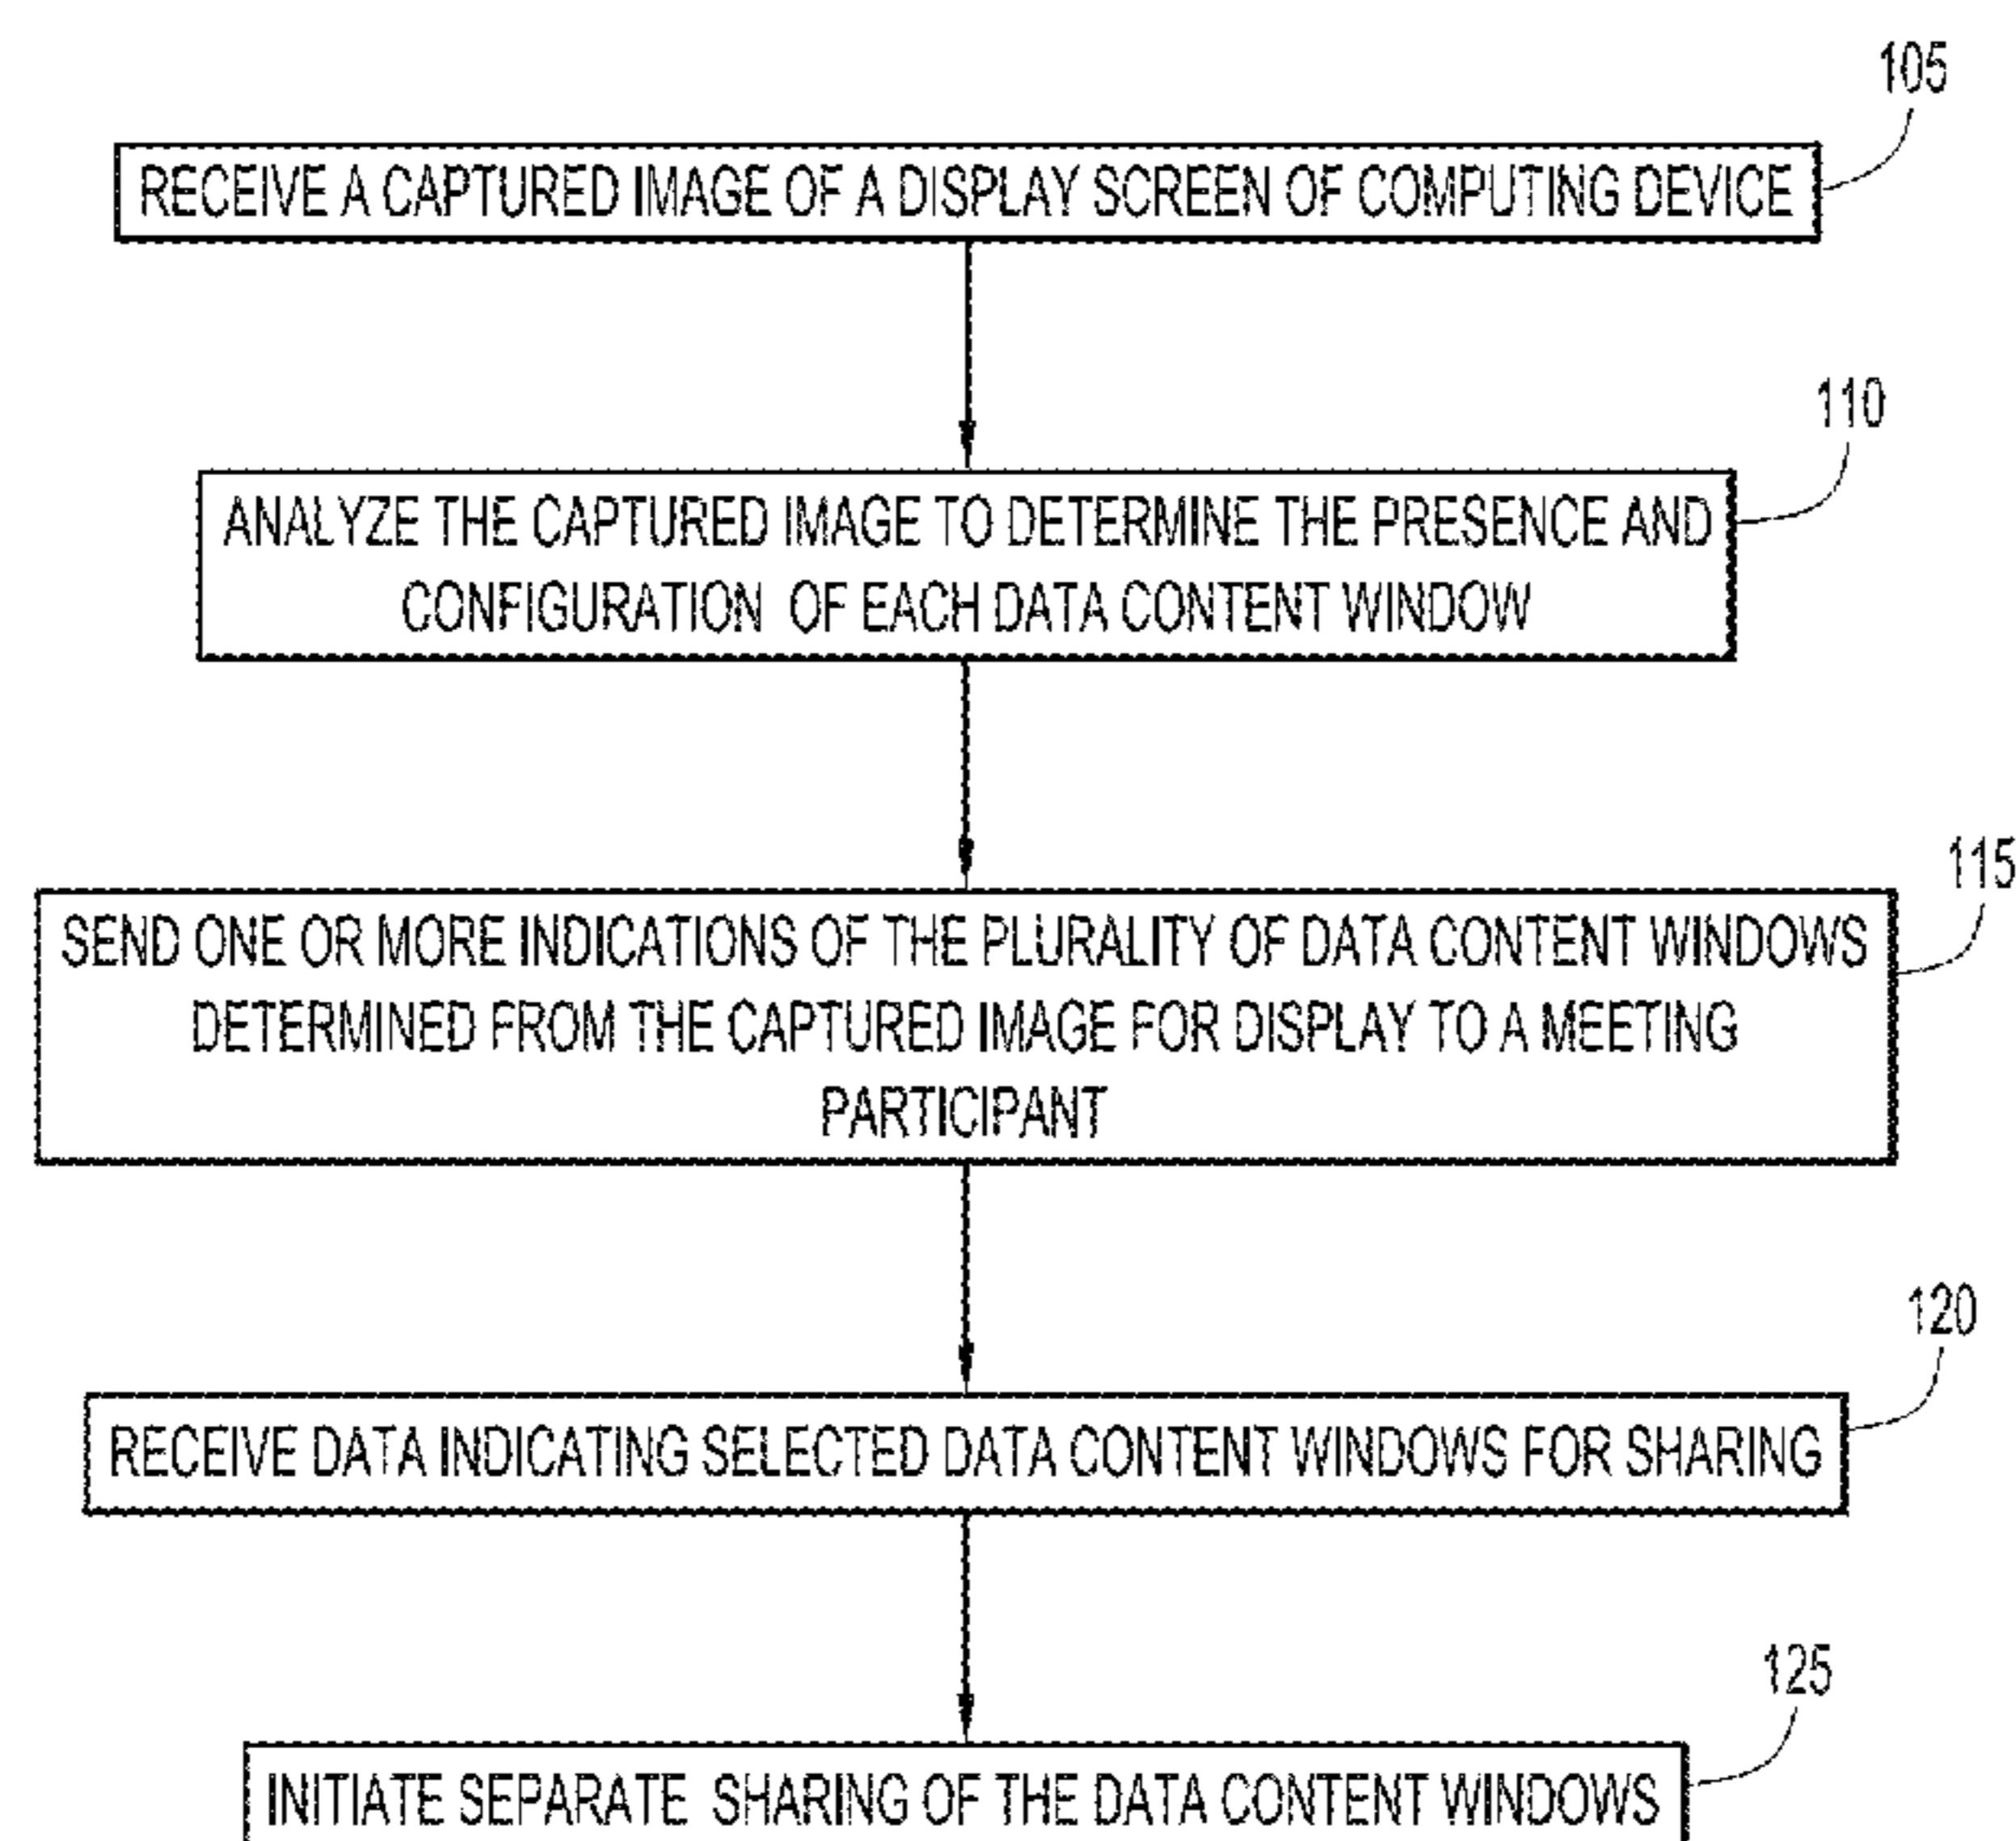 105
RECEIVE A CAPTURED IMAGE OF A DISPLAY SCREEN OF COMPUTING DEVICE
110
ANALYZE THE CAPTURED IMAGE TO DETERMINE THE PRESENCE AND
CONFIGURATION OF EACH DATA CONTENT WINDOW
115
SEND ONE OR MORE INDICATIONS OF THE PLURALITY OF DATA CONTENT WINDOWS
DETERMINED FROM THE CAPTURED IMAGE FOR DISPLAY TO A MEETING
PARTICIPANT
120
RECEIVE DATA INDICATING SELECTED DATA CONTENT WINDOWS FOR SHARING
125
INITIATE SEPARATE SHARING OF THE DATA CONTENT WINDOWS